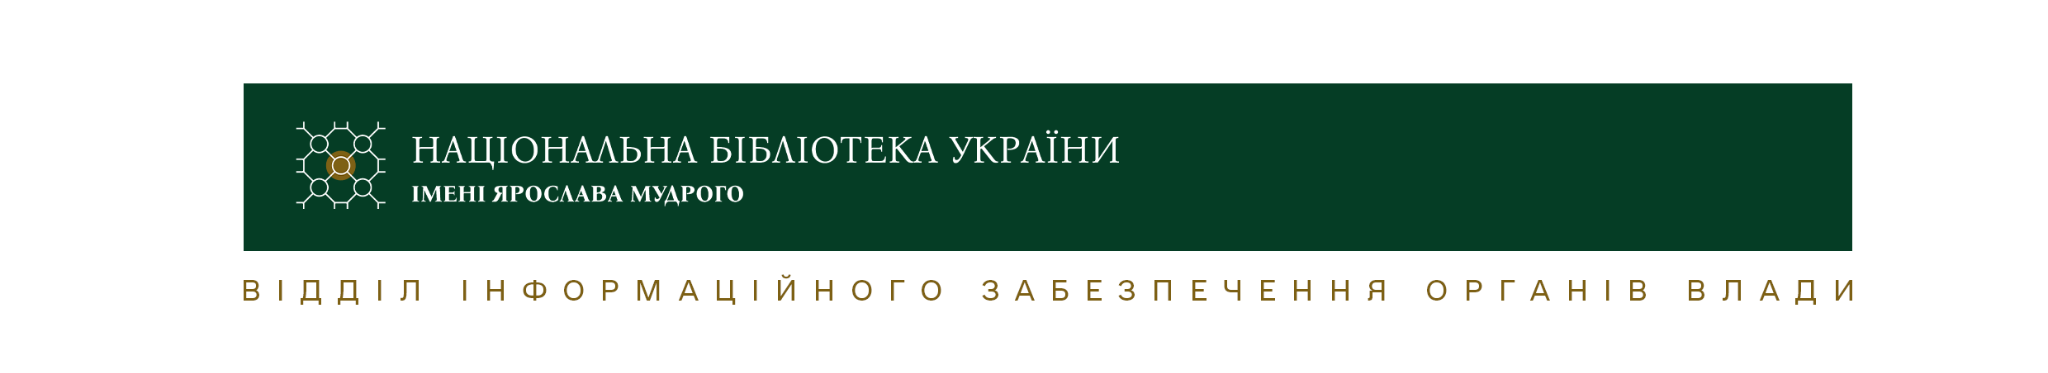 НАЦІОНАЛЬНА БІБЛІОТЕКА УКРАЇНИ
ІМЕНІ ЯРОСЛАВА МУДРОГО
ВІДДІЛ ІНФОРМАЦІЙНОГО ЗАБЕЗПЕЧЕННЯ ОРГАНІВ ВЛАДИ